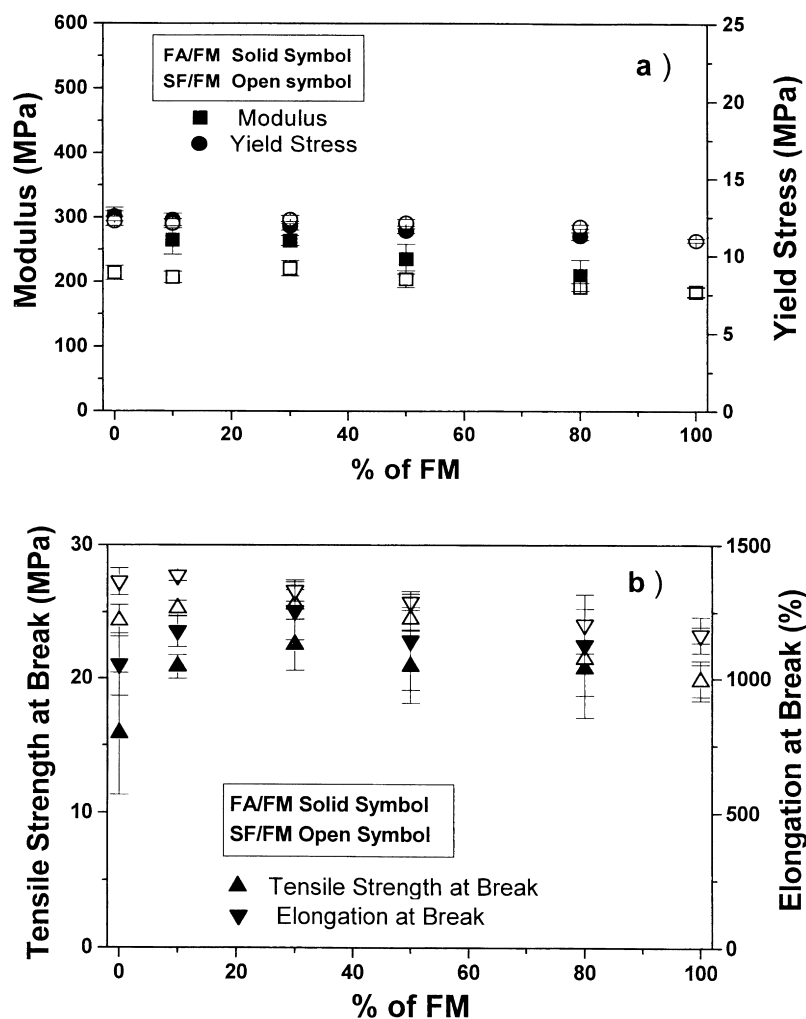 600
500
400
300
200
100
0
Modulus (MPa)
FA/FM Solid Symbol
SF/FM Open symbol
Modulus
Yield Stress
a )
25
20
15
10
5
0
Yield Stress (MPa)
0 20 40 60 80 100
% of FM
30
20
10
0
Tensile Strength at Break (MPa)
b )
FA/FM Solid Symbol
SF/FM Open Symbol
Tensile Strength at Break
Elongation at Break
1500
1000
500
0
Elongation at Break (%)
0 20 40 60 80 100
% of FM